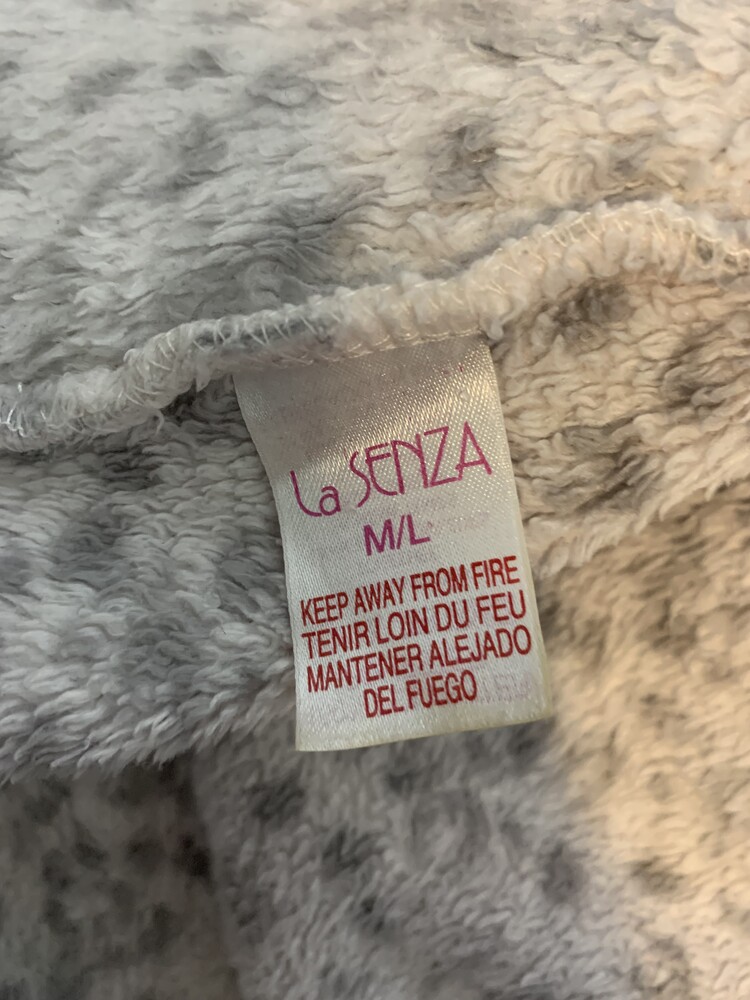 La SENZA
M/L
KEEP AWAY FROM FIRE
TENIR LOIN DU FEU
MANTENER ALEJADO
DEL FUEGO